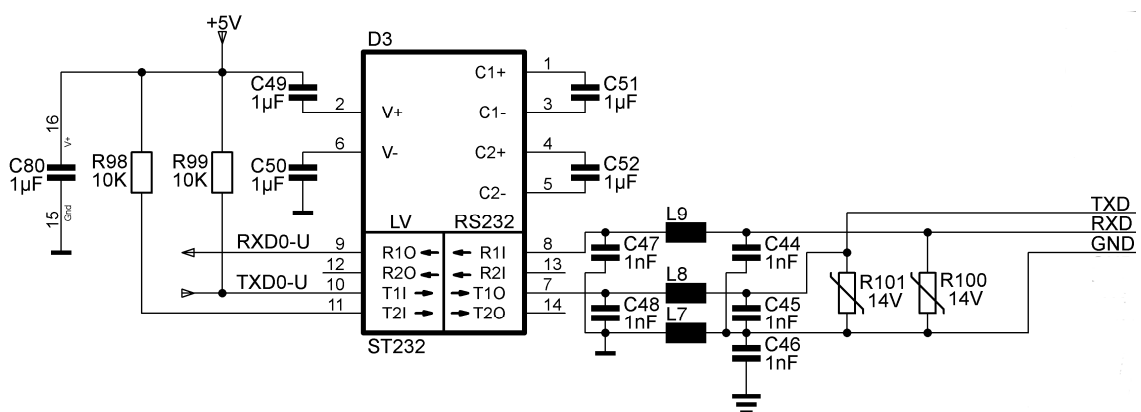 +5V
D3
C49
1µF
2
V+
C1+
1
C51
1µF
C1-
3
16
V+
6
V-
C2+
4
C80
1µF
R98
10K
R99
10K
C50
1µF
C52
1µF
C2-
5
15
Gnd
LV
RS232
L9
TXD
RXD
GND
RXD0-U
9
R1O
R1I
8
C47
1nF
C44
1nF
12
R2O
R2I
13
TXD0-U
10
T1I
T1O
7
L8
R101
14V
R100
14V
11
T2I
T2O
14
C48
1nF
L7
C45
1nF
ST232
C46
1nF